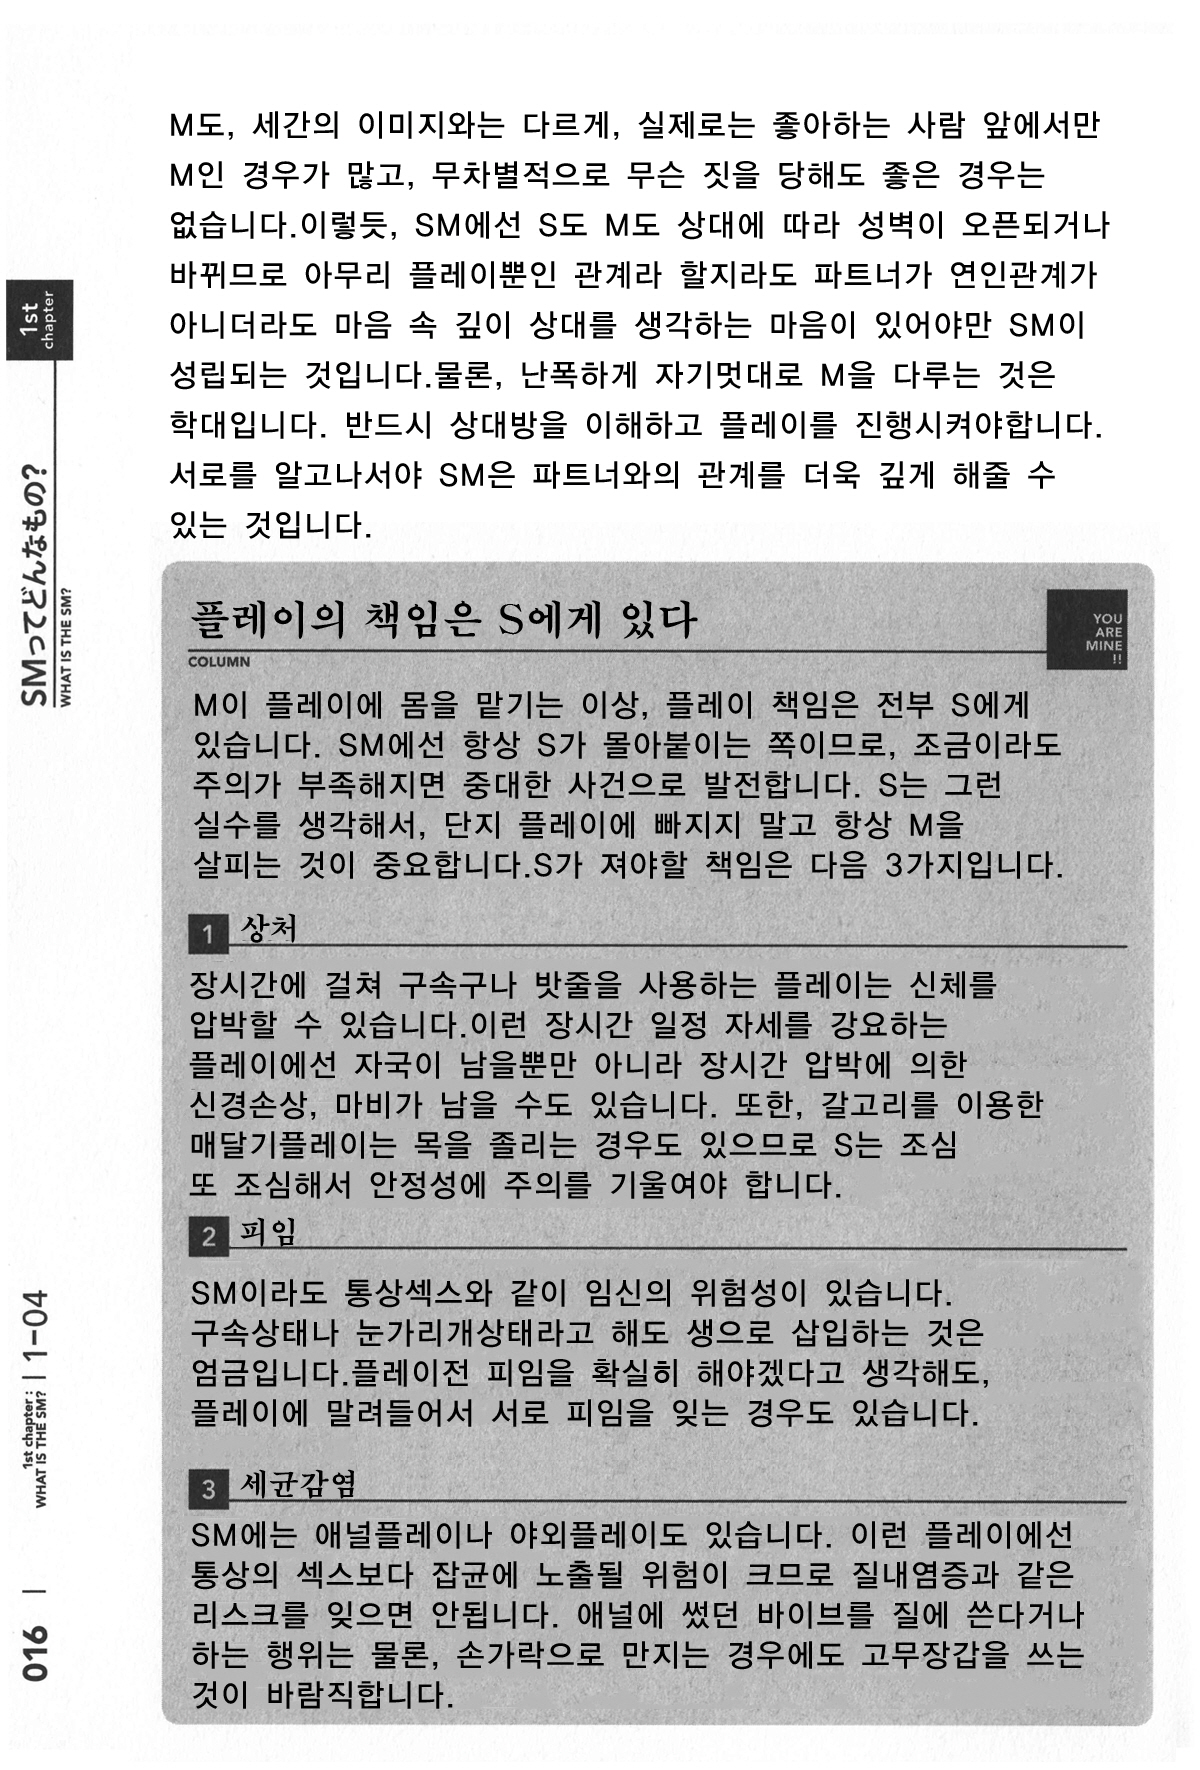 M도, 세간의 이미지와는 다르게, 실제로는 좋아하는 사람 앞에서만
M인 경우가 많고, 무차별적으로 무슨 짓을 당해도 좋은 경우는
없습니다.이렇듯, SM에선 S도 M도 상대에 따라 성벽이 오픈되거나
바뀌므로 아무리 플레이뿐인 관계라 할지라도 파트너가 연인관계가
아니더라도 마음 속 깊이 상대를 생각하는 마음이 있어야만 SM이
성립되는 것입니다.물론, 난폭하게 자기멋대로 M을 다루는 것은
학대입니다. 반드시 상대방을 이해하고 플레이를 진행시켜야합니다.
서로를 알고나서야 SM은 파트너와의 관계를 더욱 깊게 해줄 수
있는 것입니다.
1st
chapter
SMってどんなもの?
WHAT IS THE SM?
플레이의 책임은 S에게 있다
COLUMN
YOU
ARE
MINE
!!
M이 플레이에 몸을 맡기는 이상, 플레이 책임은 전부 S에게
있습니다. SM에선 항상 S가 몰아붙이는 쪽이므로, 조금이라도
주의가 부족해지면 중대한 사건으로 발전합니다. S는 그런
실수를 생각해서, 단지 플레이에 빠지지 말고 항상 M을
살피는 것이 중요합니다.S가 져야할 책임은 다음 3가지입니다.
1 상처
장시간에 걸쳐 구속구나 밧줄을 사용하는 플레이는 신체를
압박할 수 있습니다.이런 장시간 일정 자세를 강요하는
플레이에선 자국이 남을뿐만 아니라 장시간 압박에 의한
신경손상, 마비가 남을 수도 있습니다. 또한, 갈고리를 이용한
매달기플레이는 목을 졸리는 경우도 있으므로 S는 조심
또 조심해서 안정성에 주의를 기울여야 합니다.
2 피임
SM이라도 통상섹스와 같이 임신의 위험성이 있습니다.
구속상태나 눈가리개상태라고 해도 생으로 삽입하는 것은
엄금입니다.플레이전 피임을 확실히 해야겠다고 생각해도,
플레이에 말려들어서 서로 피임을 잊는 경우도 있습니다.
3 세균감염
SM에는 애널플레이나 야외플레이도 있습니다. 이런 플레이에선
통상의 섹스보다 잡균에 노출될 위험이 크므로 질내염증과 같은
리스크를 잊으면 안됩니다. 애널에 썼던 바이브를 질에 쓴다거나
하는 행위는 물론, 손가락으로 만지는 경우에도 고무장갑을 쓰는
것이 바람직합니다.
016 | 1st chapter: WHAT IS THE SM? | 1-04